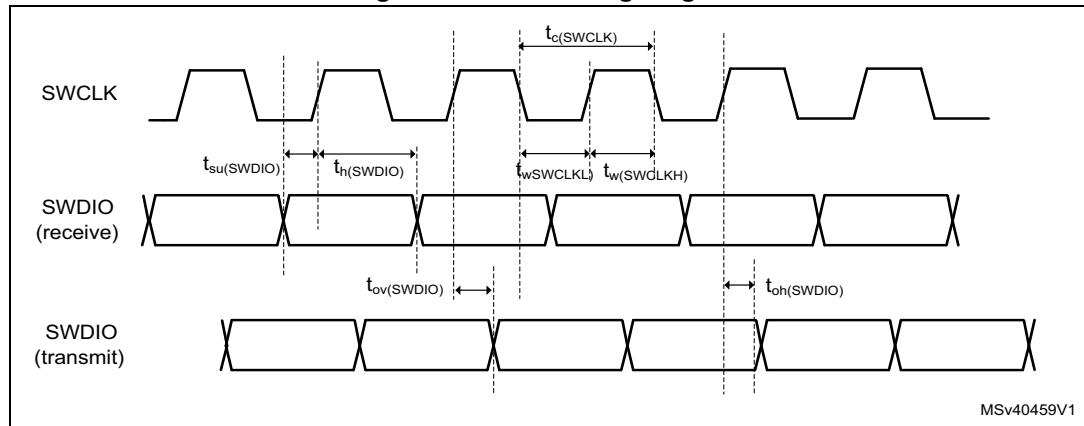 tc(SWCLK)
SWCLK
tsu(SWDIO) th(SWDIO) twSWCLKL) tw(SWCLKH)
SWDIO
(receive)
tov(SWDIO) toh(SWDIO)
SWDIO
(transmit)
MSv40459V1